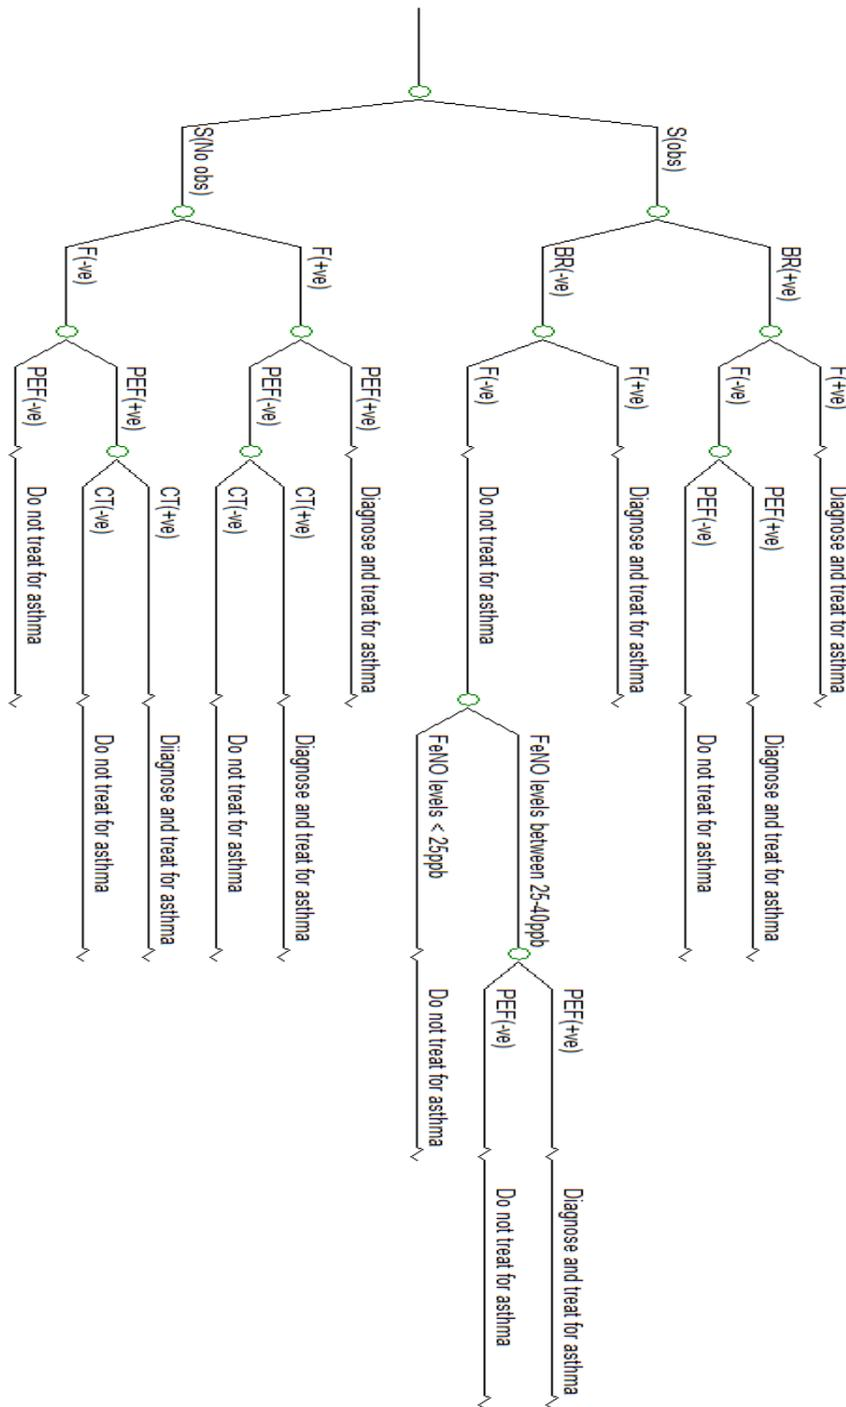 F(+ve) Diagnose and treat for asthma
BR(+ve)
PEF(+ve) Diagnose and treat for asthma
F(-ve)
PEF(-ve) Do not treat for asthma
S(obs)
F(+ve) Diagnose and treat for asthma
PEF(+ve) Diagnose and treat for asthma
BR(-ve)
FeNO levels between 25-40ppb
PEF(-ve) Do not treat for asthma
F(-ve) Do not treat for asthma
FeNO levels < 25ppb Do not treat for asthma
PEF(+ve) Diagnose and treat for asthma
F(+ve)
CT(+ve) Diagnose and treat for asthma
PEF(-ve)
CT(-ve) Do not treat for asthma
S(No obs)
CT(+ve) Diiagnose and treat for asthma
PEF(+ve)
CT(-ve) Do not treat for asthma
F(-ve)
PEF(-ve) Do not treat for asthma